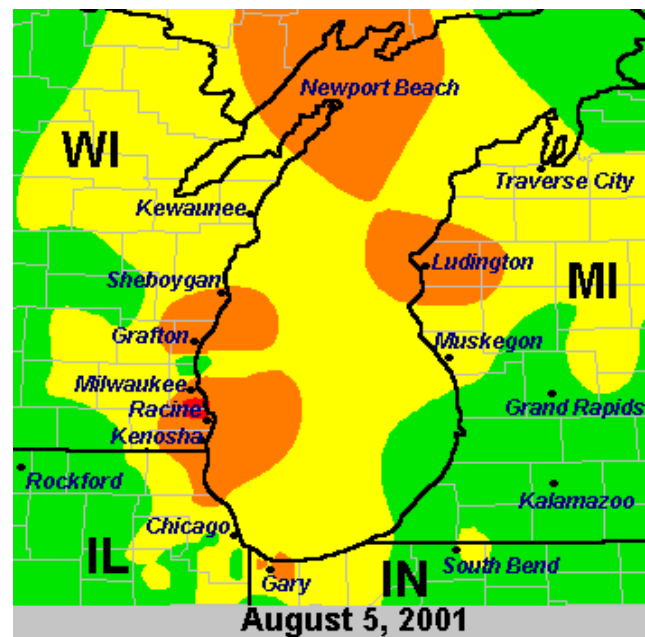 Newport Beach
WI
Traverse City
Kewaunee
Ludington
Sheboygan
MI
Grafton
Muskegon
Milwaukee
Racine
Grand Rapids
Kenosha
Rockford
Kalamazoo
Chicago
IL
South Bend
Gary
IN
August 5, 2001